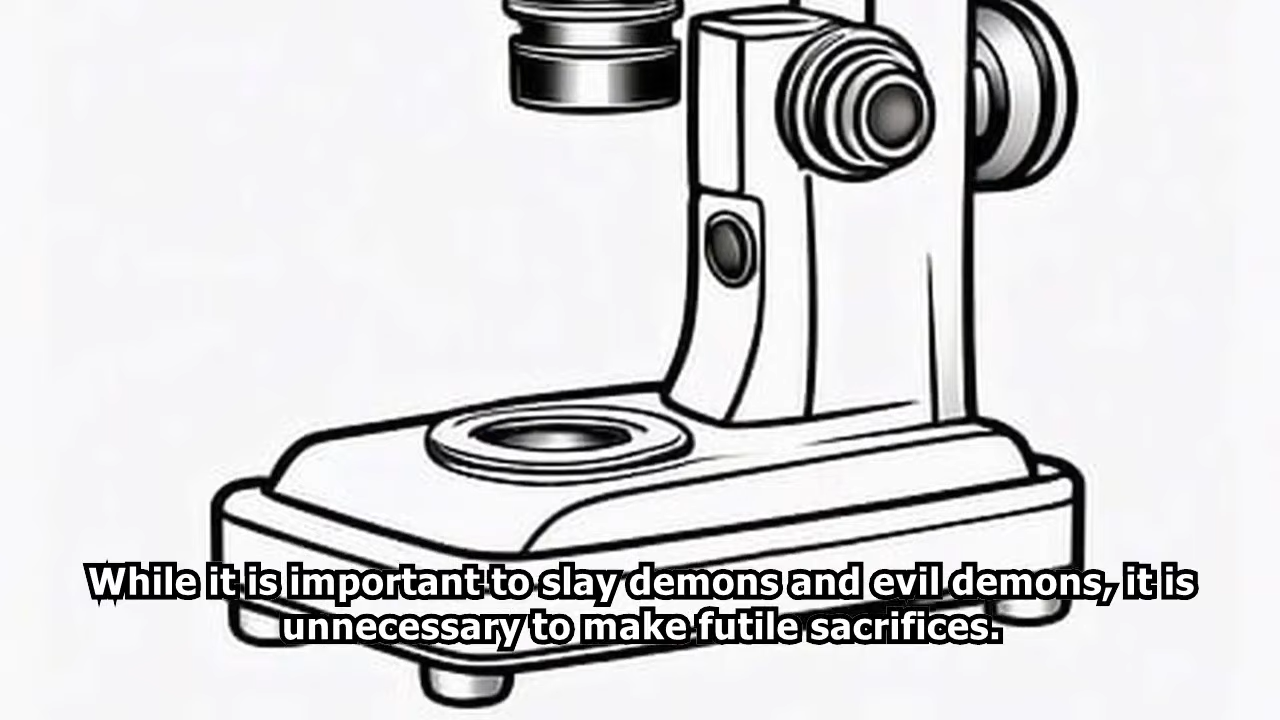 While it is important to slay demons and evil demons, it is
unnecessary to make futile sacrifices.